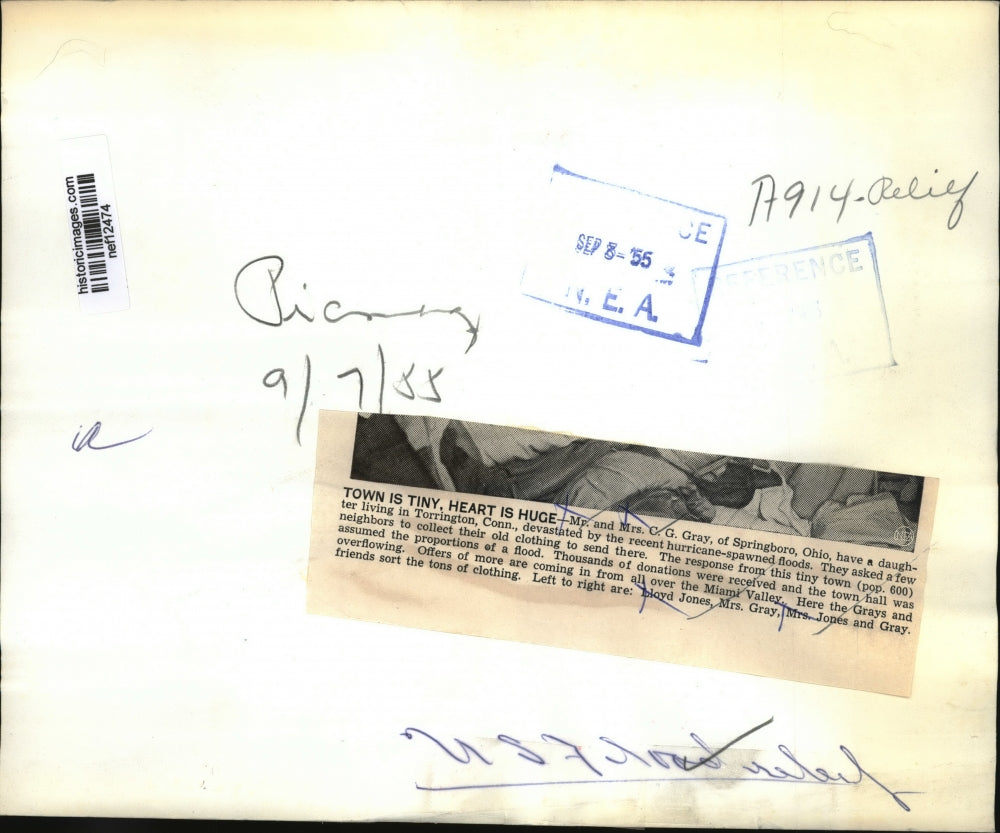 historicimages.com
nef12474
A914-Relief
CE
SEP 8 - '55
N. E. A.
REFERENCE
9/7/55
TOWN IS TINY, HEART IS HUGE—Mr. and Mrs. C. G. Gray, of Springboro, Ohio, have a daugh-
ter living in Torrington, Conn., devastated by the recent hurricane-spawned floods. They asked a few
neighbors to collect their old clothing to send there. The response from this tiny town (pop. 600)
assumed the proportions of a flood. Thousands of donations were received and the town hall was
overflowing. Offers of more are coming in from all over the Miami Valley. Here the Grays and
friends sort the tons of clothing. Left to right are: Lloyd Jones, Mrs. Gray, Mrs. Jones and Gray.
U S Flood relief